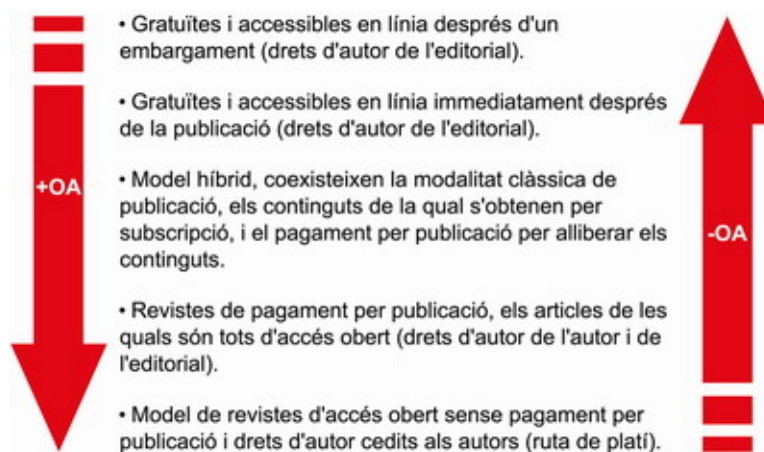 • Gratuïtes i accessibles en línia després d'un
embargament (drets d'autor de l'editorial).
• Gratuïtes i accessibles en línia immediatament després
de la publicació (drets d'autor de l'editorial).
+OA
• Model híbrid, coexisteixen la modalitat clàssica de
publicació, els continguts de la qual s'obtenen per
subscripció, i el pagament per publicació per alliberar els
continguts.
-OA
• Revistes de pagament per publicació, els articles de les
quals són tots d'accés obert (drets d'autor de l'autor i de
l'editorial).
• Model de revistes d'accés obert sense pagament per
publicació i drets d'autor cedits als autors (ruta de platí).